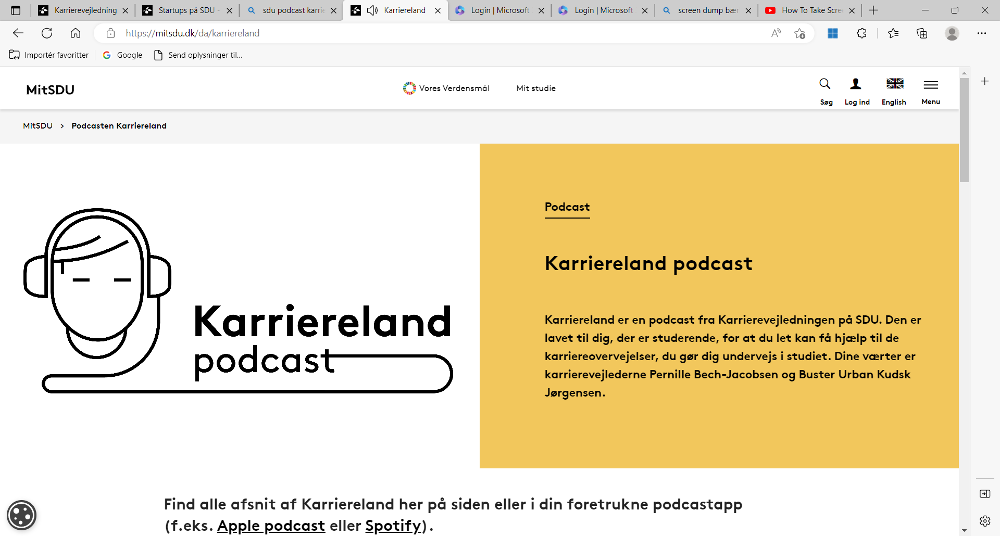 Karrierevejledning
Startups på SDU -
sdu podcast karrie
Karriereland
Login | Microsoft
Login | Microsoft
screen dump bær
How To Take Scre
https://mitsdu.dk/da/karriereland
Importér favoritter
Google
Send oplysninger til...
MitSDU
Vores Verdensmål
Mit studie
Søg
Log ind
English
Menu
MitSDU > Podcasten Karriereland
Karriereland
podcast
Podcast
Karriereland podcast
Karriereland er en podcast fra Karrierevejledningen på SDU. Den er
lavet til dig, der er studerende, for at du let kan få hjælp til de
karriereovervejelser, du gør dig undervejs i studiet. Dine værter er
karrierevejlederne Pernille Bech-Jacobsen og Buster Urban Kudsk
Jørgensen.
Find alle afsnit af Karriereland her på siden eller i din foretrukne podcastapp
(f.eks. Apple podcast eller Spotify).